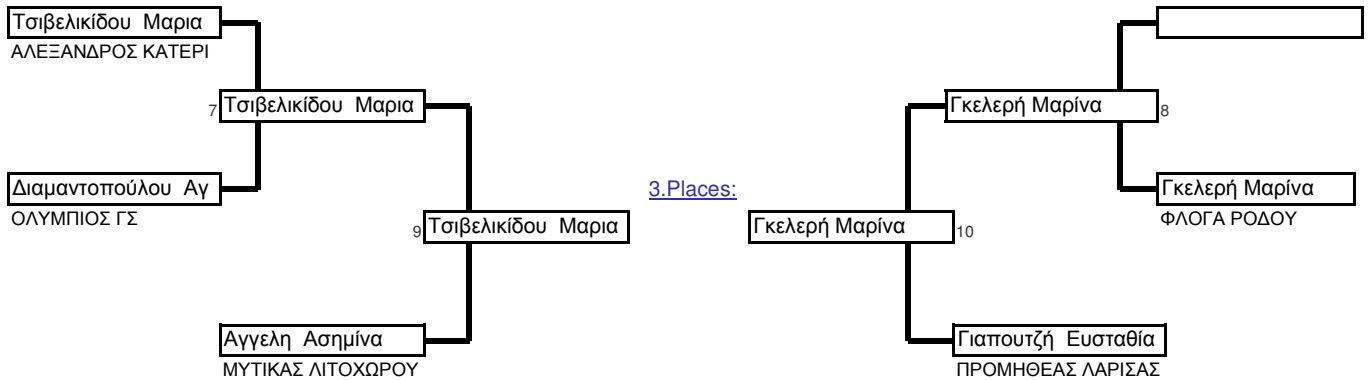 Τσιβελικίδου Μαρια
ΑΛΕΞΑΝΔΡΟΣ ΚΑΤΕΡΙ
7 Τσιβελικίδου Μαρια
Διαμαντοπούλου Αγ
ΟΛΥΜΠΙΟΣ ΓΣ
9 Τσιβελικίδου Μαρια
Αγγελη Ασημίνα
ΜΥΤΙΚΑΣ ΛΙΤΟΧΩΡΟΥ
3.Places:
Γκελερή Μαρίνα 8
Γκελερή Μαρίνα
ΦΛΟΓΑ ΡΟΔΟΥ
Γκελερή Μαρίνα 10
Γιαπουτζή Ευσταθία
ΠΡΟΜΗΘΕΑΣ ΛΑΡΙΣΑΣ